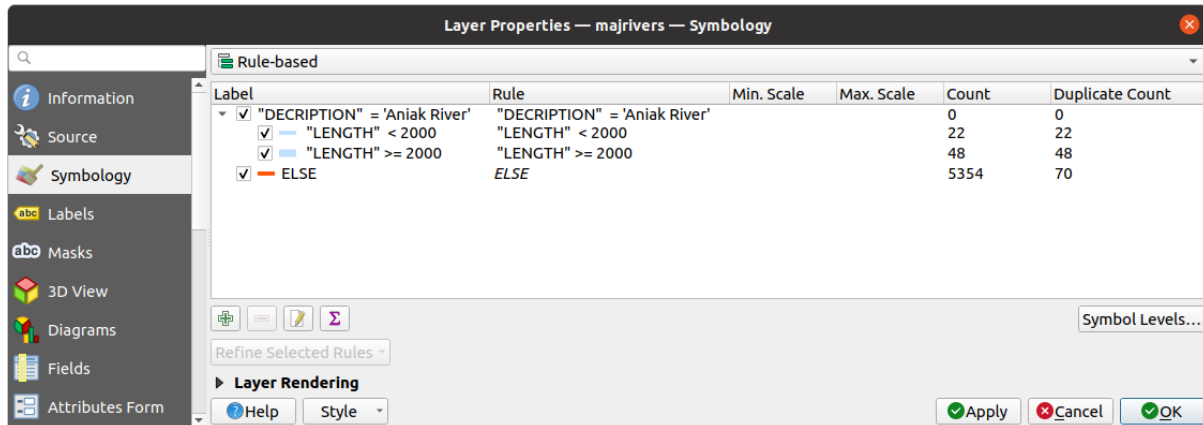 Layer Properties — majrivers — Symbology
Information
Source
Symbology
abc Labels
abc Masks
3D View
Diagrams
Fields
Attributes Form
Rule-based
Label Rule Min. Scale Max. Scale Count Duplicate Count
"DECRIPTION" = 'Aniak River' "DECRIPTION" = 'Aniak River' 0 0
"LENGTH" < 2000 "LENGTH" < 2000 22 22
"LENGTH" >= 2000 "LENGTH" >= 2000 48 48
ELSE ELSE 5354 70
Σ
Symbol Levels...
Refine Selected Rules
Layer Rendering
Help Style Apply Cancel OK